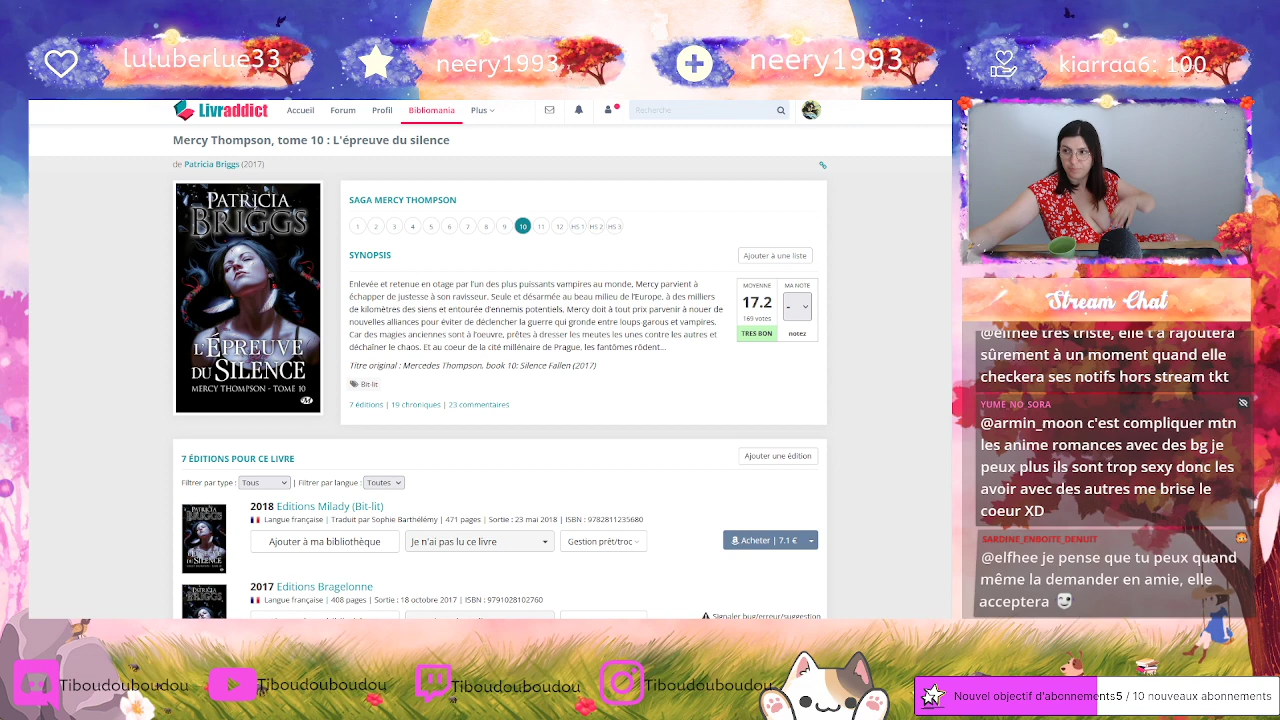 luluberlue33
neery1993
neery1993
kiarraa6: 100
Livraddict
Accueil
Forum
Profil
Bibliomania
Plus
Recherche
Mercy Thompson, tome 10 : L'épreuve du silence
de Patricia Briggs (2017)
PATRICIA
BRIGGS
L'ÉPREUVE
DU SILENCE
MERCY THOMPSON - TOME 10
SAGA MERCY THOMPSON
1 2 3 4 5 6 7 8 9 10 11 12 HS 1 HS 2 HS 3
SYNOPSIS
Ajouter à une liste
Enlevée et retenue en otage par l'un des plus puissants vampires au monde, Mercy parvient à
échapper de justesse à son ravisseur. Seule et désarmée au beau milieu de l'Europe, à des milliers
de kilomètres des siens et entourée d'ennemis potentiels, Mercy doit à tout prix parvenir à nouer de
nouvelles alliances pour éviter de déclencher la guerre qui gronde entre loups-garous et vampires.
Car des magies anciennes sont à l'œuvre, prêtes à dresser les meutes les unes contre les autres et
déchaîner le chaos. Et au coeur de la cité millénaire de Prague, les fantômes rôdent...
MOYENNE
17.2
169 votes
TRES BON
MA NOTE
-
notez
Titre original : Mercedes Thompson, book 10: Silence Fallen (2017)
Bit-lit
7 éditions | 19 chroniques | 23 commentaires
7 ÉDITIONS POUR CE LIVRE
Ajouter une édition
Filtrer par type : Tous | Filtrer par langue : Toutes
2018 Editions Milady (Bit-lit)
Langue française | Traduit par Sophie Barthélémy | 471 pages | Sortie : 23 mai 2018 | ISBN : 9782811235680
Ajouter à ma bibliothèque
Je n'ai pas lu ce livre
Gestion prêt/troc
Acheter | 7.1 €
2017 Editions Bragelonne
Langue française | 408 pages | Sortie : 18 octobre 2017 | ISBN : 9791028102760
Signaler bug/erreur/suggestion
Stream Chat
@elfhee très triste, elle t'a rajoutera
sûrement à un moment quand elle
checkera ses notifs hors stream tkt
YUME_NO_SORA
@armin_moon c'est compliquer mtn
les anime romances avec des bg je
peux plus ils sont trop sexy donc les
avoir avec des autres me brise le
coeur XD
SARDINE_ENBOITE_DENUIT
@elfhee je pense que tu peux quand
même la demander en amie, elle
acceptera
Tiboudouboudou
Tiboudouboudou
Tiboudouboudou
Tiboudouboudou
Nouvel objectif d'abonnements 5 / 10 nouveaux abonnements